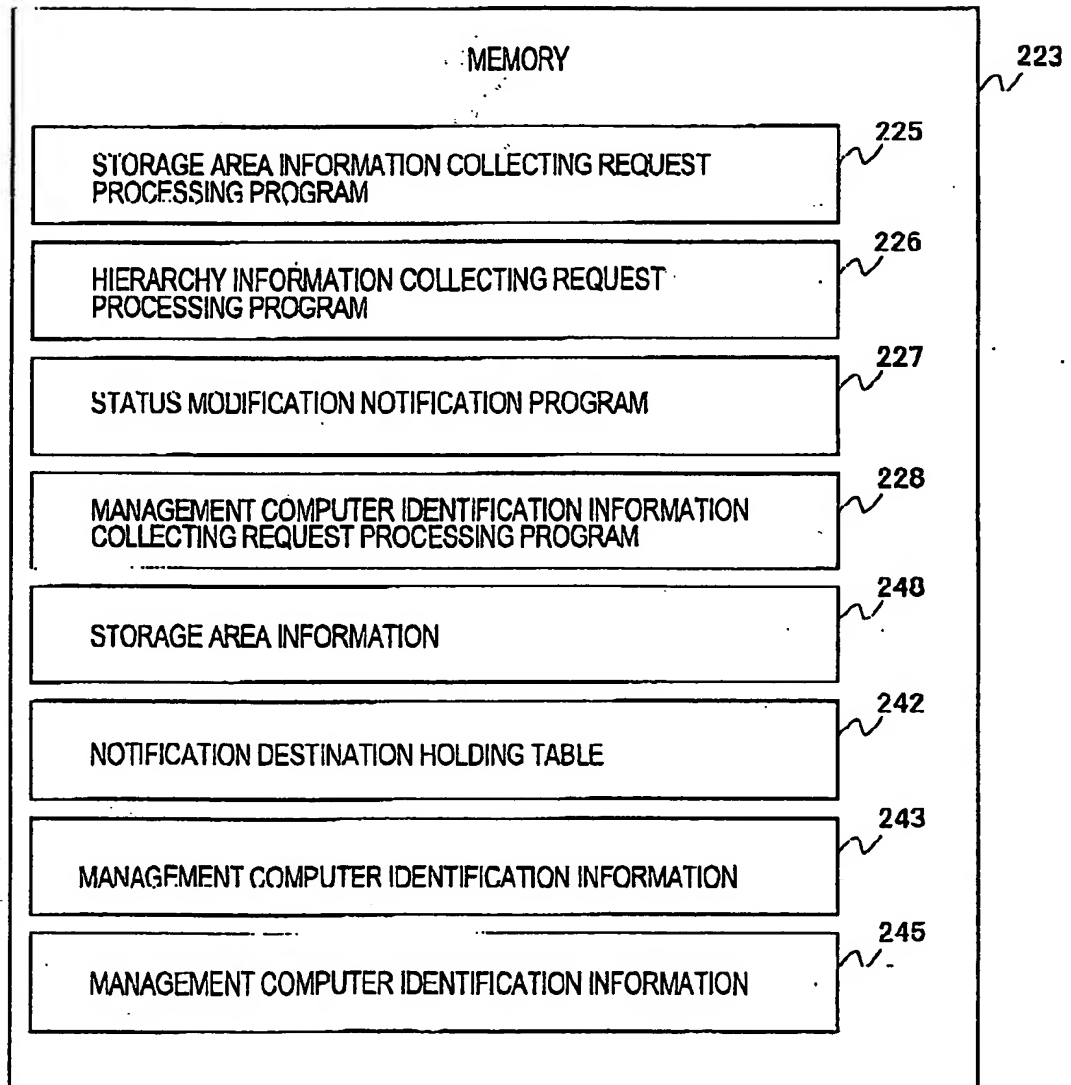 MEMORY
223
225
STORAGE AREA INFORMATION COLLECTING REQUEST
PROCESSING PROGRAM
226
HIERARCHY INFORMATION COLLECTING REQUEST
PROCESSING PROGRAM
227
STATUS MODIFICATION NOTIFICATION PROGRAM
228
MANAGEMENT COMPUTER IDENTIFICATION INFORMATION
COLLECTING REQUEST PROCESSING PROGRAM
248
STORAGE AREA INFORMATION
242
NOTIFICATION DESTINATION HOLDING TABLE
243
MANAGEMENT COMPUTER IDENTIFICATION INFORMATION
245
MANAGEMENT COMPUTER IDENTIFICATION INFORMATION